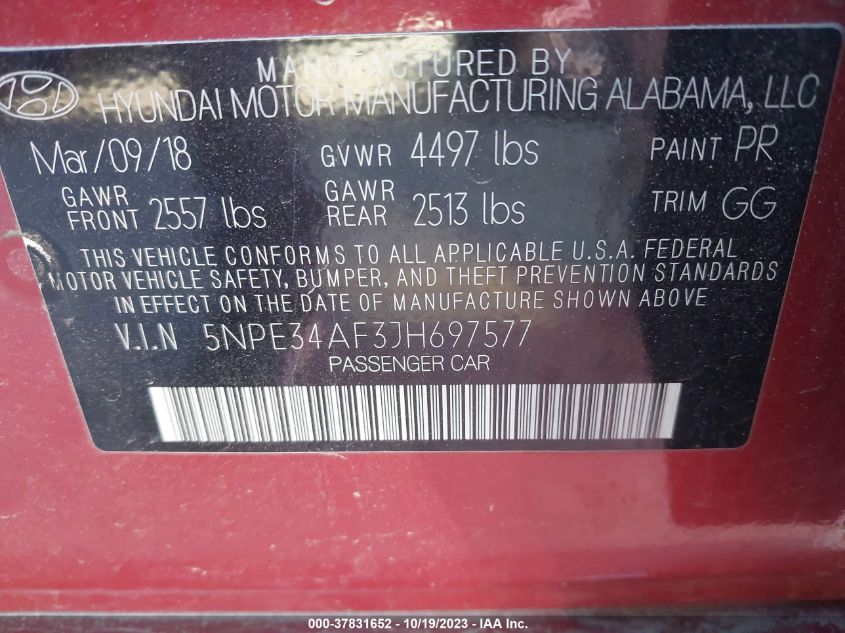 MANUFACTURED BY
HYUNDAI MOTOR MANUFACTURING ALABAMA, LLC
Mar/09/18 GVWR 4497 lbs PAINT PR
GAWR FRONT 2557 lbs GAWR REAR 2513 lbs TRIM GG
THIS VEHICLE CONFORMS TO ALL APPLICABLE U.S.A. FEDERAL
MOTOR VEHICLE SAFETY, BUMPER, AND THEFT PREVENTION STANDARDS
IN EFFECT ON THE DATE OF MANUFACTURE SHOWN ABOVE
V.I.N 5NPE34AF3JH697577
PASSENGER CAR
000-37831652 - 10/19/2023 - IAA Inc.